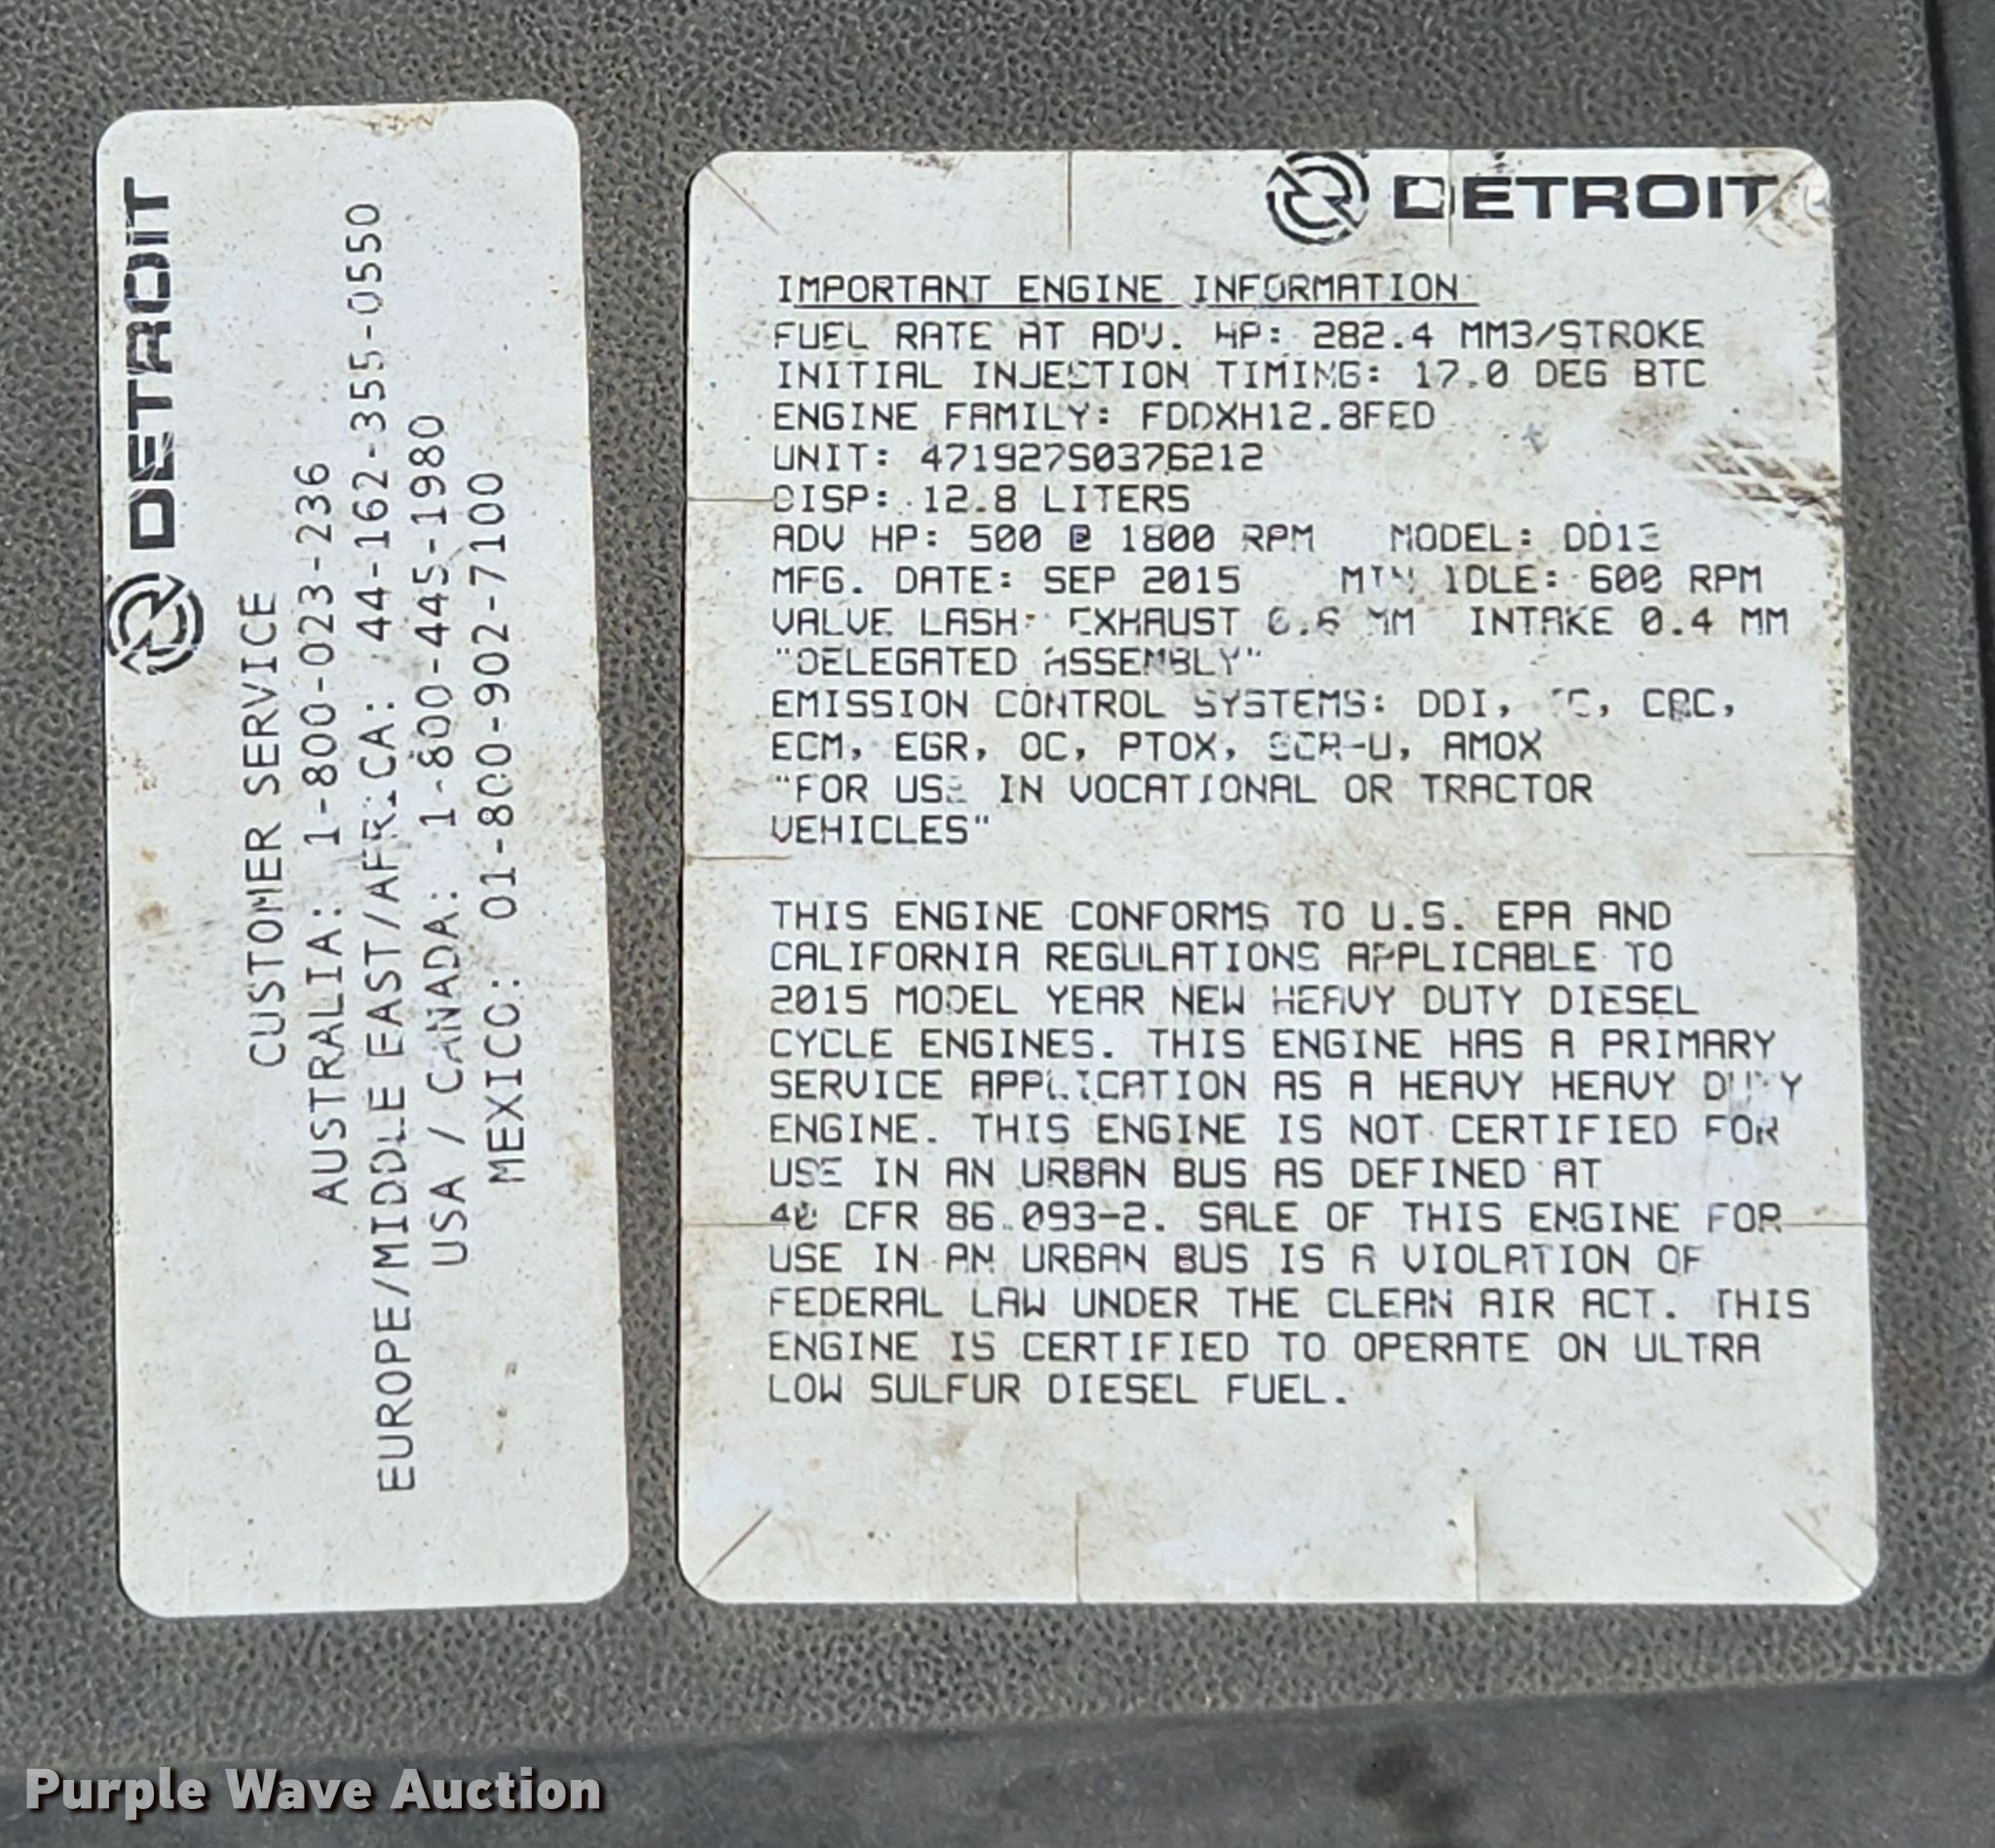 DETROIT
CUSTOMER SERVICE
AUSTRALIA: 1-800-023-236
EUROPE/MIDDLE EAST/AFRICA: 44-162-355-0550
USA / CANADA: 1-800-445-1980
MEXICO: 01-800-902-7100
DETROIT
IMPORTANT ENGINE INFORMATION
FUEL RATE AT ADV. HP: 282.4 MM3/STROKE
INITIAL INJECTION TIMING: 17.0 DEG BTC
ENGINE FAMILY: FDDXH12.8FED
UNIT: 471927S0376212
DISP: 12.8 LITERS
ADV HP: 500 @ 1800 RPM MODEL: DD13
MFG. DATE: SEP 2015 MIN IDLE: 600 RPM
VALVE LASH: EXHAUST 0.6 MM INTAKE 0.4 MM
"DELEGATED ASSEMBLY"
EMISSION CONTROL SYSTEMS: DDI, CAC,
ECM, EGR, OC, PTOX, SCR-U, AMOX
"FOR USE IN VOCATIONAL OR TRACTOR
VEHICLES"
THIS ENGINE CONFORMS TO U.S. EPA AND
CALIFORNIA REGULATIONS APPLICABLE TO
2015 MODEL YEAR NEW HEAVY DUTY DIESEL
CYCLE ENGINES. THIS ENGINE HAS A PRIMARY
SERVICE APPLICATION AS A HEAVY HEAVY DUTY
ENGINE. THIS ENGINE IS NOT CERTIFIED FOR
USE IN AN URBAN BUS AS DEFINED AT
40 CFR 86.093-2. SALE OF THIS ENGINE FOR
USE IN AN URBAN BUS IS A VIOLATION OF
FEDERAL LAW UNDER THE CLEAN AIR ACT. THIS
ENGINE IS CERTIFIED TO OPERATE ON ULTRA
LOW SULFUR DIESEL FUEL.
Purple Wave Auction